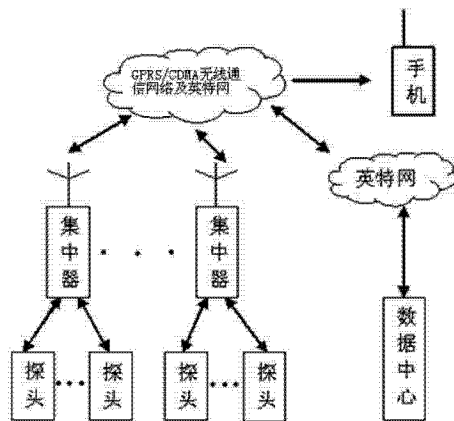 GPRS/CDMA无线通
信网络及英特网
手机
英特网
集中器
集中器
探头
探头
探头
探头
数据中心